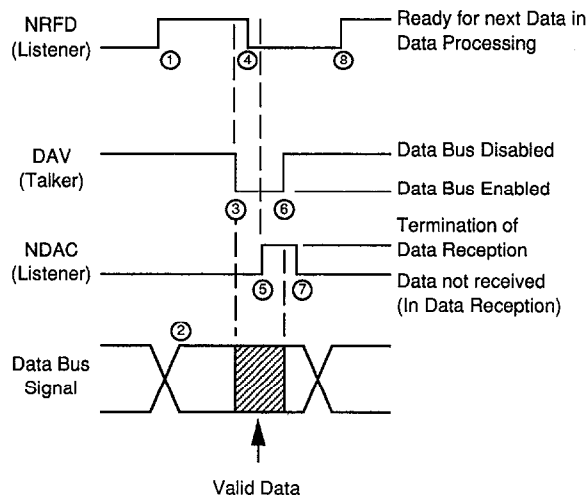 NRFD
(Listener)
Ready for next Data in
Data Processing
1
4
8
DAV
(Talker)
Data Bus Disabled
Data Bus Enabled
3
6
NDAC
(Listener)
Termination of
Data Reception
Data not received
(In Data Reception)
5
7
2
Data Bus
Signal
Valid Data